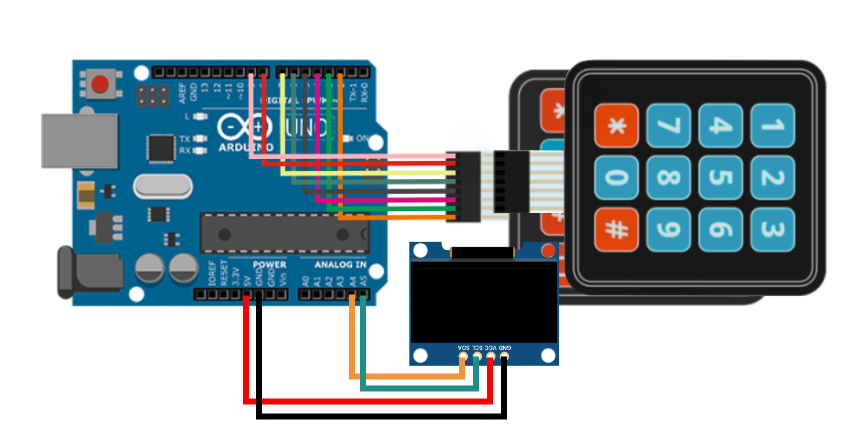 AREF
GND
13
12
~11
~10
DIGITAL (PWM ~)
TX-1
RX-0
L
TX
RX
UNO
ARDUINO
ON
POWER
ANALOG IN
IOREF
RESET
3.3V
5V
GND
GND
Vin
A0
A1
A2
A3
A4
A5
SDA SCL VCC GND
* 7 4 1
0 8 5 2
# 9 6 3
*